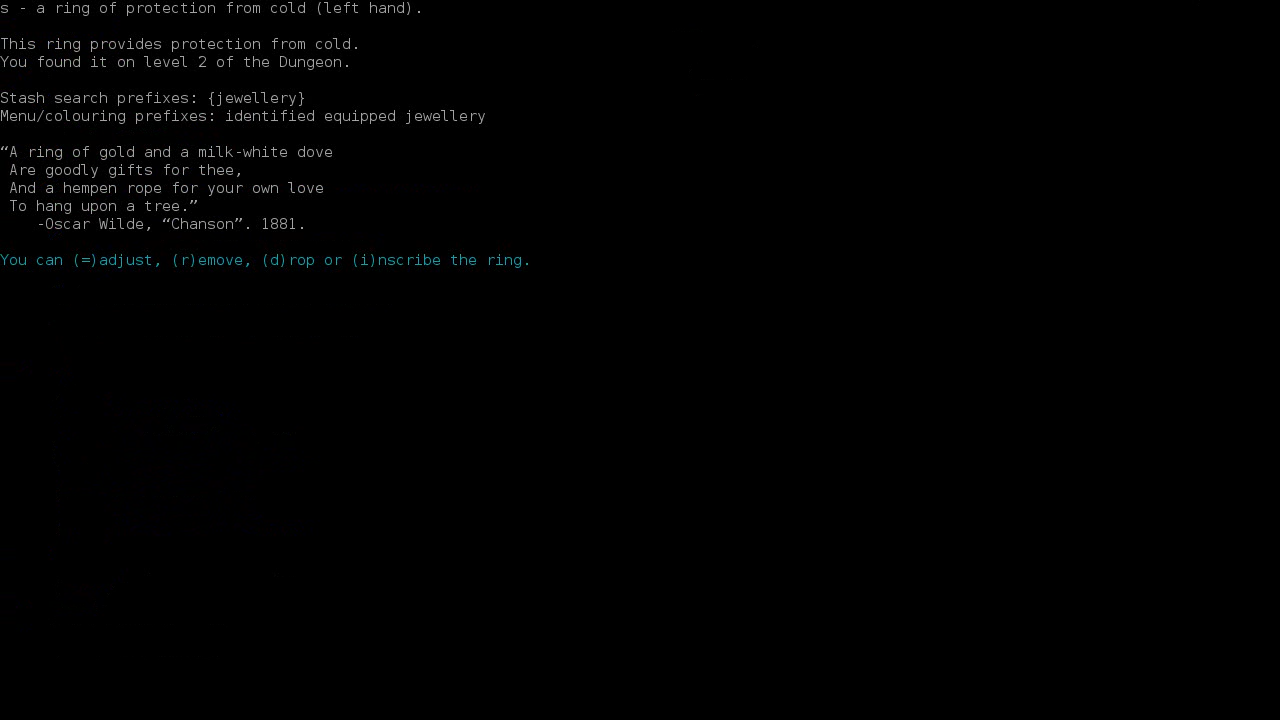 s - a ring of protection from cold (left hand).
This ring provides protection from cold.
You found it on level 2 of the Dungeon.
Stash search prefixes: {jewellery}
Menu/colouring prefixes: identified equipped jewellery
“A ring of gold and a milk-white dove
Are goodly gifts for thee,
And a hempen rope for your own love
To hang upon a tree.”
-Oscar Wilde, “Chanson”. 1881.
You can (=)adjust, (r)emove, (d)rop or (i)nscribe the ring.